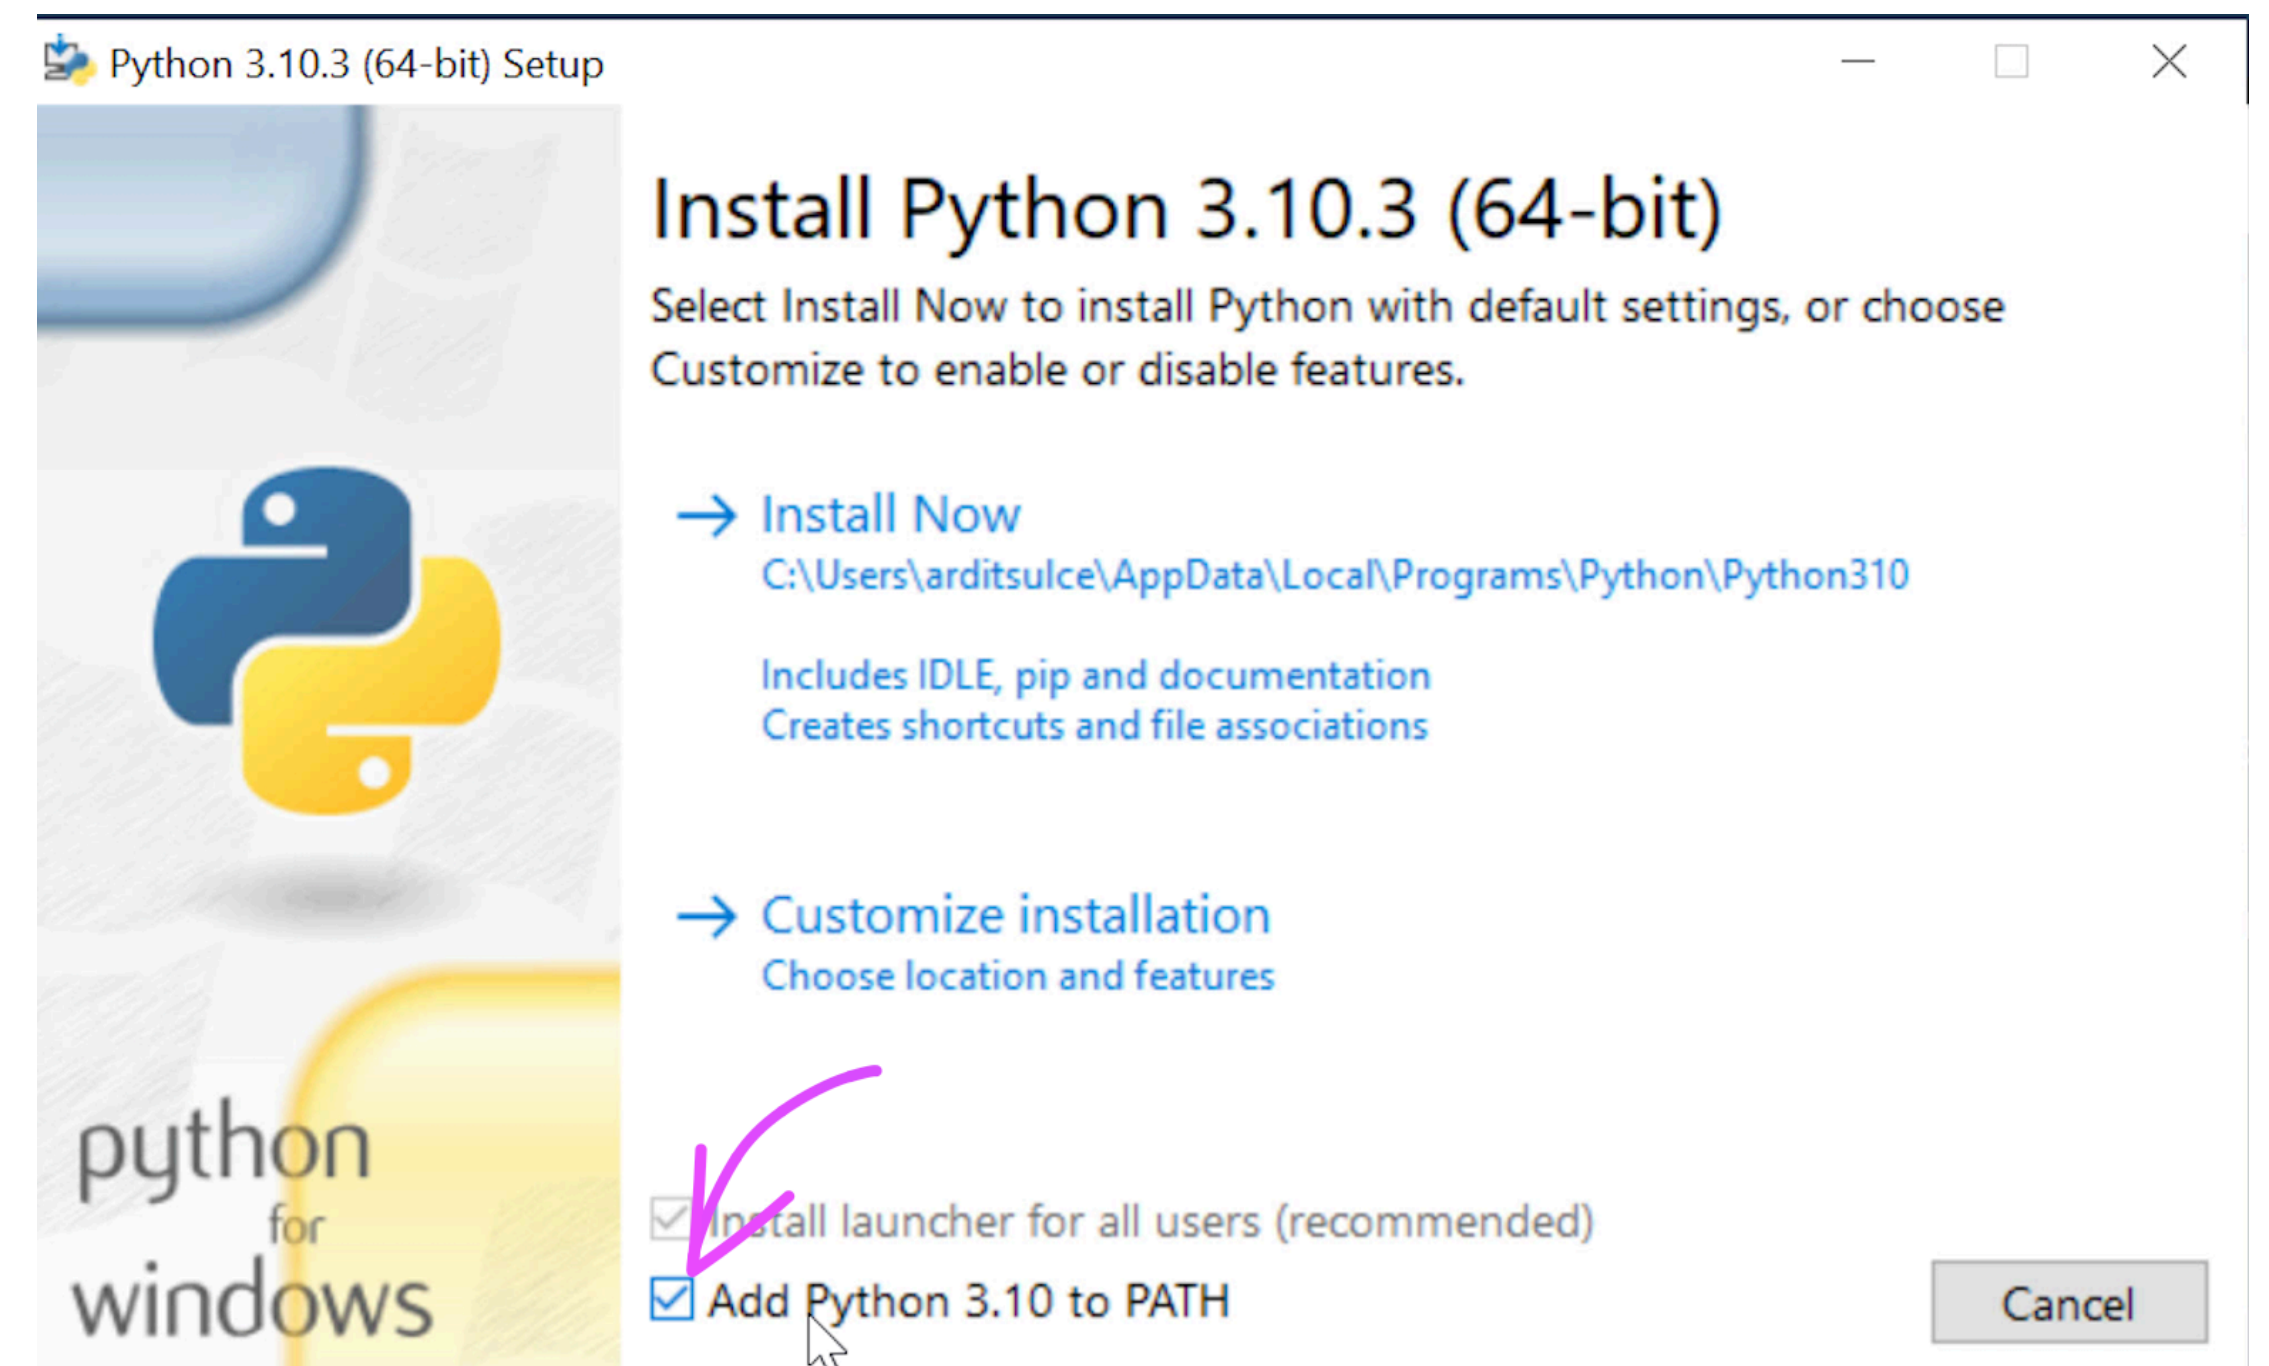 Python 3.10.3 (64-bit) Setup
Install Python 3.10.3 (64-bit)
Select Install Now to install Python with default settings, or choose
Customize to enable or disable features.
Install Now
C:\Users\arditsulce\AppData\Local\Programs\Python\Python310
Includes IDLE, pip and documentation
Creates shortcuts and file associations
Customize installation
Choose location and features
Install launcher for all users (recommended)
Add Python 3.10 to PATH
Cancel
python
for
windows